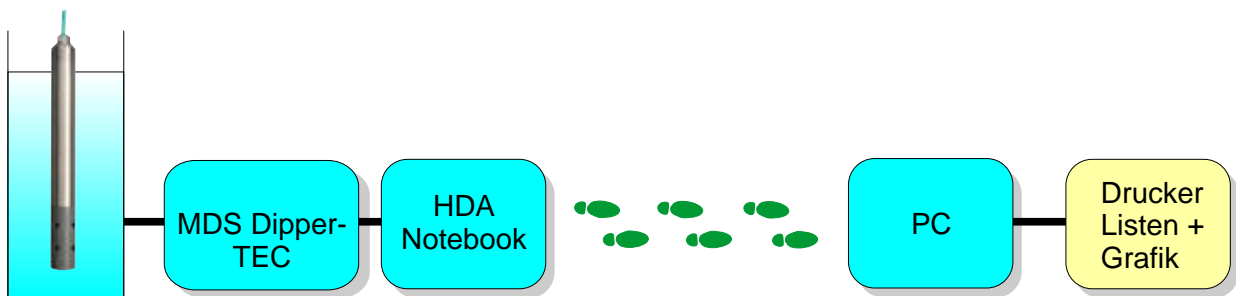 MDS Dipper-
TEC
HDA
Notebook
PC
Drucker
Listen +
Grafik